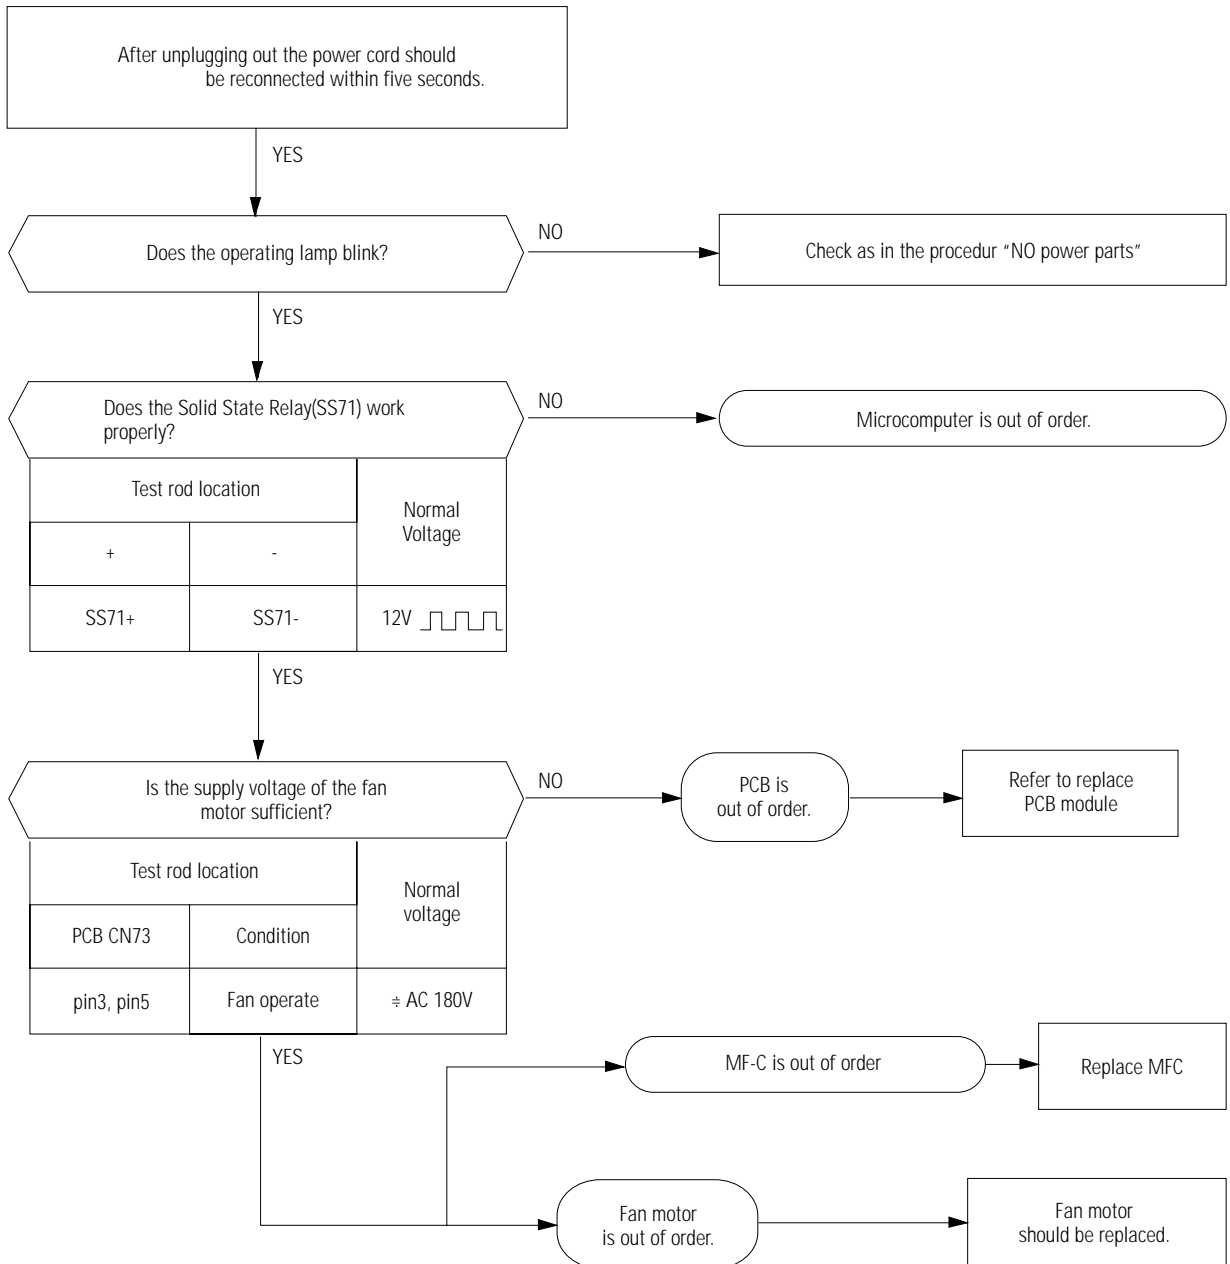 After unplugging out the power cord should
be reconnected within five seconds.
YES
Does the operating lamp blink?
NO
Check as in the procedur “NO power parts”
YES
Does the Solid State Relay(SS71) work
properly?
NO
Microcomputer is out of order.
Test rod location
Normal
Voltage
+
-
SS71+
SS71-
12V
YES
Is the supply voltage of the fan
motor sufficient?
NO
PCB is
out of order.
Refer to replace
PCB module
Test rod location
Normal
voltage
PCB CN73
Condition
pin3, pin5
Fan operate
≑ AC 180V
YES
MF-C is out of order
Replace MFC
Fan motor
is out of order.
Fan motor
should be replaced.